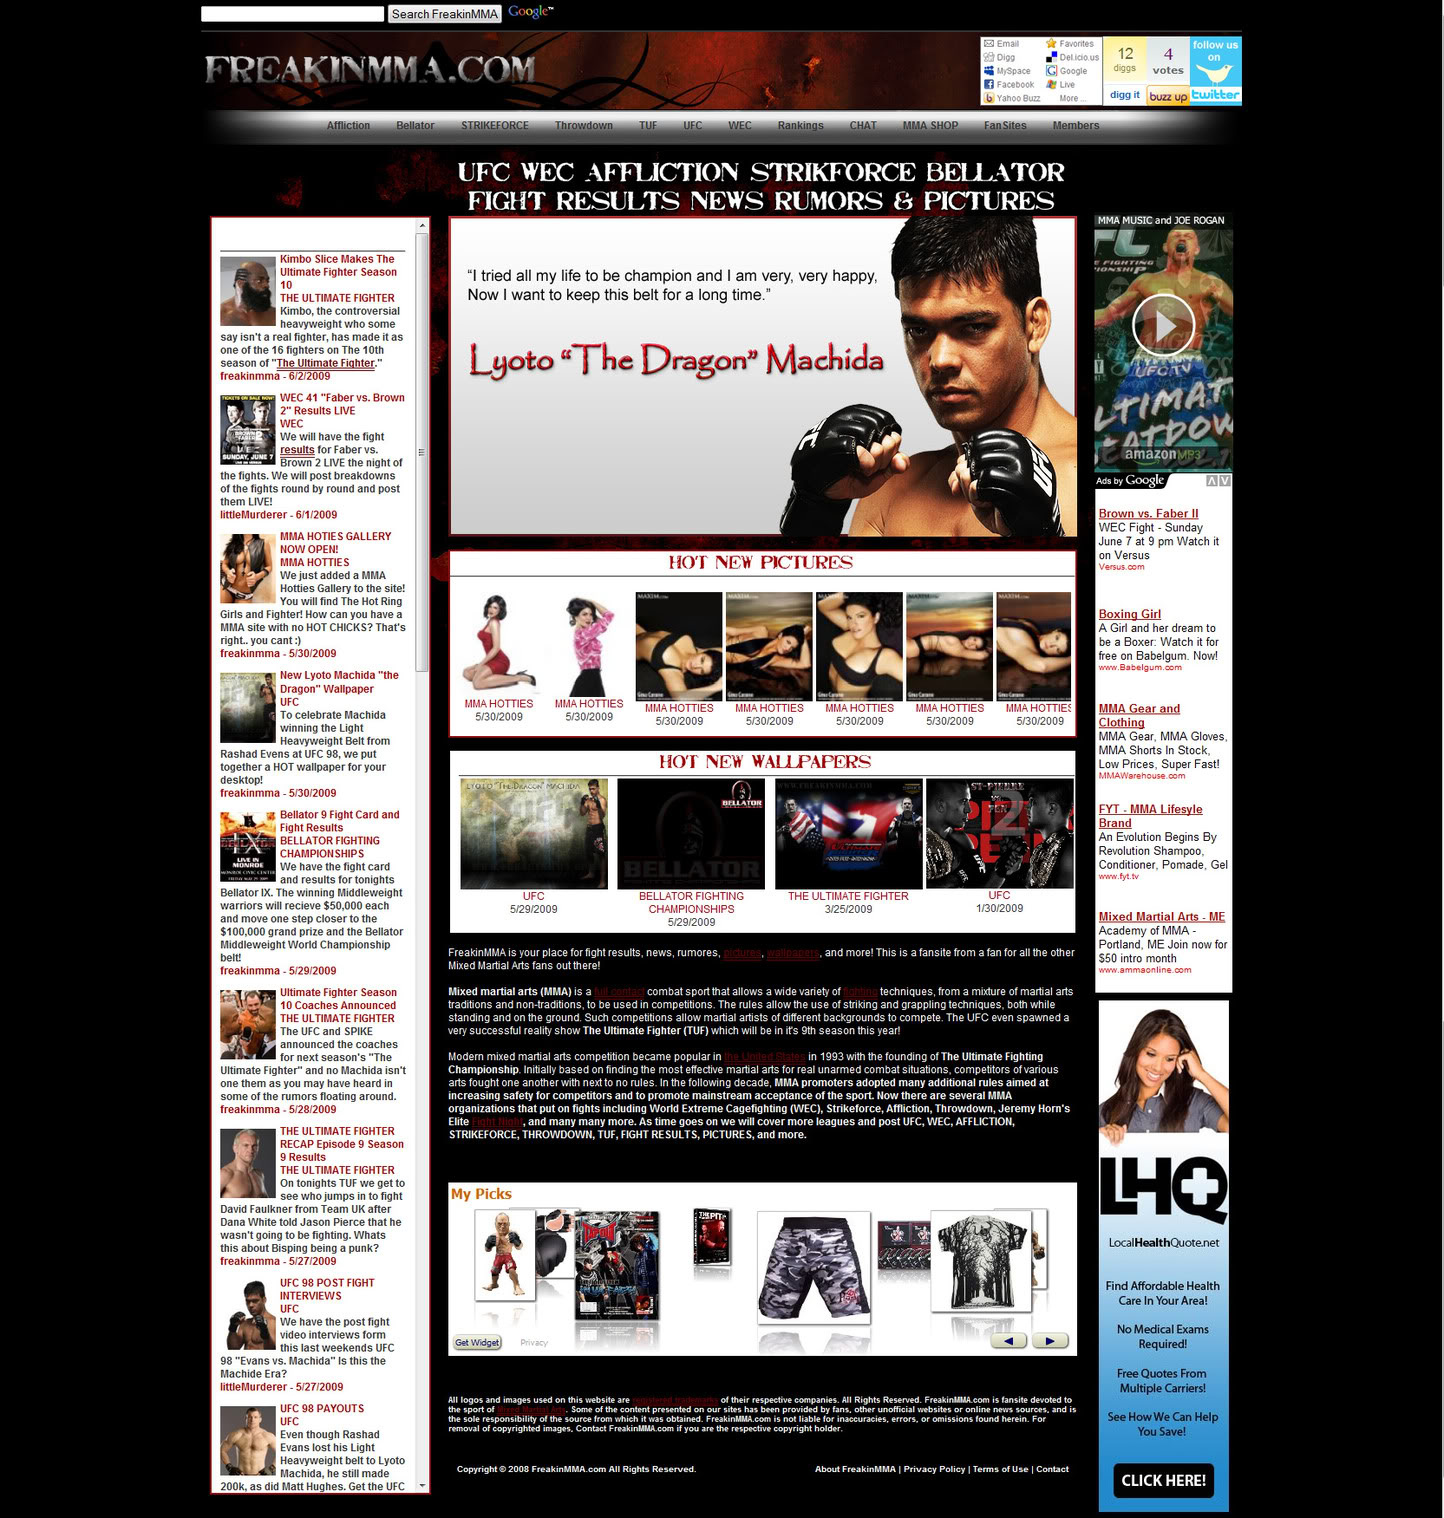 Search FreakinMMA
Google™
FREAKINMMA.COM
Email
Favorites
Digg
Del.icio.us
MySpace
Google
Facebook
Live
Yahoo Buzz
More ...
12
diggs
digg it
4
votes
buzz up
follow us
on
twitter
Affliction Bellator STRIKEFORCE Throwdown TUF UFC WEC Rankings CHAT MMA SHOP FanSites Members
UFC WEC AFFLICTION STRIKFORCE BELLATOR
FIGHT RESULTS NEWS RUMORS & PICTURES
Kimbo Slice Makes The
Ultimate Fighter Season
10
THE ULTIMATE FIGHTER
Kimbo, the controversial
heavyweight who some
say isn't a real fighter, has made it as
one of the 16 fighters on The 10th
season of "The Ultimate Fighter."
freakinmma - 6/2/2009
WEC 41 "Faber vs. Brown
2" Results LIVE
WEC
We will have the fight
results for Faber vs.
Brown 2 LIVE the night of
the fights. We will post breakdowns
of the fights round by round and post
them LIVE!
littleMurderer - 6/1/2009
MMA HOTIES GALLERY
NOW OPEN!
MMA HOTTIES
We just added a MMA
Hotties Gallery to the site!
You will find The Hot Ring
Girls and Fighter! How can you have a
MMA site with no HOT CHICKS? That's
right.. you cant :)
freakinmma - 5/30/2009
New Lyoto Machida "the
Dragon" Wallpaper
UFC
To celebrate Machida
winning the Light
Heavyweight Belt from
Rashad Evens at UFC 98, we put
together a HOT wallpaper for your
desktop!
freakinmma - 5/30/2009
Bellator 9 Fight Card and
Fight Results
BELLATOR FIGHTING
CHAMPIONSHIPS
We have the fight card
and results for tonights
Bellator IX. The winning Middleweight
warriors will recieve $50,000 each
and move one step closer to the
$100,000 grand prize and the Bellator
Middleweight World Championship
belt!
freakinmma - 5/29/2009
Ultimate Fighter Season
10 Coaches Announced
THE ULTIMATE FIGHTER
The UFC and SPIKE
announced the coaches
for next season's "The
Ultimate Fighter" and no Machida isn't
one them as you may have heard in
some of the rumors floating around.
freakinmma - 5/28/2009
THE ULTIMATE FIGHTER
RECAP Episode 9 Season
9 Results
THE ULTIMATE FIGHTER
On tonights TUF we get to
see who jumps in to fight
David Faulkner from Team UK after
Dana White told Jason Pierce that he
wasn't going to be fighting. Whats
this about Bisping being a punk?
freakinmma - 5/27/2009
UFC 98 POST FIGHT
INTERVIEWS
UFC
We have the post fight
video interviews form
this last weekends UFC
98 "Evans vs. Machida" Is this the
Machide Era?
littleMurderer - 5/27/2009
UFC 98 PAYOUTS
UFC
Even though Rashad
Evans lost his Light
Heavyweight belt to Lyoto
Machida, he still made
200k, as did Matt Hughes. Get the UFC
“I tried all my life to be champion and I am very, very happy,
Now I want to keep this belt for a long time.”
Lyoto “The Dragon” Machida
HOT NEW PICTURES
MMA HOTTIES MMA HOTTIES MMA HOTTIES MMA HOTTIES MMA HOTTIES MMA HOTTIES MMA HOTTIES
5/30/2009 5/30/2009 5/30/2009 5/30/2009 5/30/2009 5/30/2009 5/30/2009
HOT NEW WALLPAPERS
LYOTO "THE DRAGON" MACHIDA
BELLATOR
UFC
5/29/2009
BELLATOR FIGHTING
CHAMPIONSHIPS
5/29/2009
THE ULTIMATE FIGHTER
3/25/2009
UFC
1/30/2009
FreakinMMA is your place for fight results, news, rumores, pictures, wallpapers, and more! This is a fansite from a fan for all the other
Mixed Martial Arts fans out there!
Mixed martial arts (MMA) is a full contact combat sport that allows a wide variety of fighting techniques, from a mixture of martial arts
traditions and non-traditions, to be used in competitions. The rules allow the use of striking and grappling techniques, both while
standing and on the ground. Such competitions allow martial artists of different backgrounds to compete. The UFC even spawned a
very successful reality show The Ultimate Fighter (TUF) which will be in it's 9th season this year!
Modern mixed martial arts competition became popular in the United States in 1993 with the founding of The Ultimate Fighting
Championship. Initially based on finding the most effective martial arts for real unarmed combat situations, competitors of various
arts fought one another with next to no rules. In the following decade, MMA promoters adopted many additional rules aimed at
increasing safety for competitors and to promote mainstream acceptance of the sport. Now there are several MMA
organizations that put on fights including World Extreme Cagefighting (WEC), Strikeforce, Affliction, Throwdown, Jeremy Horn's
Elite Fight Night, and many many more. As time goes on we will cover more leagues and post UFC, WEC, AFFLICTION,
STRIKEFORCE, THROWDOWN, TUF, FIGHT RESULTS, PICTURES, and more.
My Picks
TAPOUT
THE PIT
Get Widget
Privacy
All logos and images used on this website are registered trademarks of their respective companies. All Rights Reserved. FreakinMMA.com is fansite devoted to
the sport of Mixed Martial Arts. Some of the content presented on our sites has been provided by fans, other unofficial websites or online news sources, and is
the sole responsibility of the source from which it was obtained. FreakinMMA.com is not liable for inaccuracies, errors, or omissions found herein. For
removal of copyrighted images, Contact FreakinMMA.com if you are the respective copyright holder.
Copyright © 2008 FreakinMMA.com All Rights Reserved.
About FreakinMMA | Privacy Policy | Terms of Use | Contact
MMA MUSIC and JOE ROGAN
amazonMP3
Ads by Google
Brown vs. Faber II
WEC Fight - Sunday
June 7 at 9 pm Watch it
on Versus
Versus.com
Boxing Girl
A Girl and her dream to
be a Boxer: Watch it for
free on Babelgum. Now!
www.Babelgum.com
MMA Gear and
Clothing
MMA Gear, MMA Gloves,
MMA Shorts In Stock,
Low Prices, Super Fast!
MMAWarehouse.com
FYT - MMA Lifesyle
Brand
An Evolution Begins By
Revolution Shampoo,
Conditioner, Pomade, Gel
www.fyt.tv
Mixed Martial Arts - ME
Academy of MMA -
Portland, ME Join now for
$50 intro month
www.ammaonline.com
LHQ
LocalHealthQuote.net
Find Affordable Health
Care In Your Area!
No Medical Exams
Required!
Free Quotes From
Multiple Carriers!
See How We Can Help
You Save!
CLICK HERE!